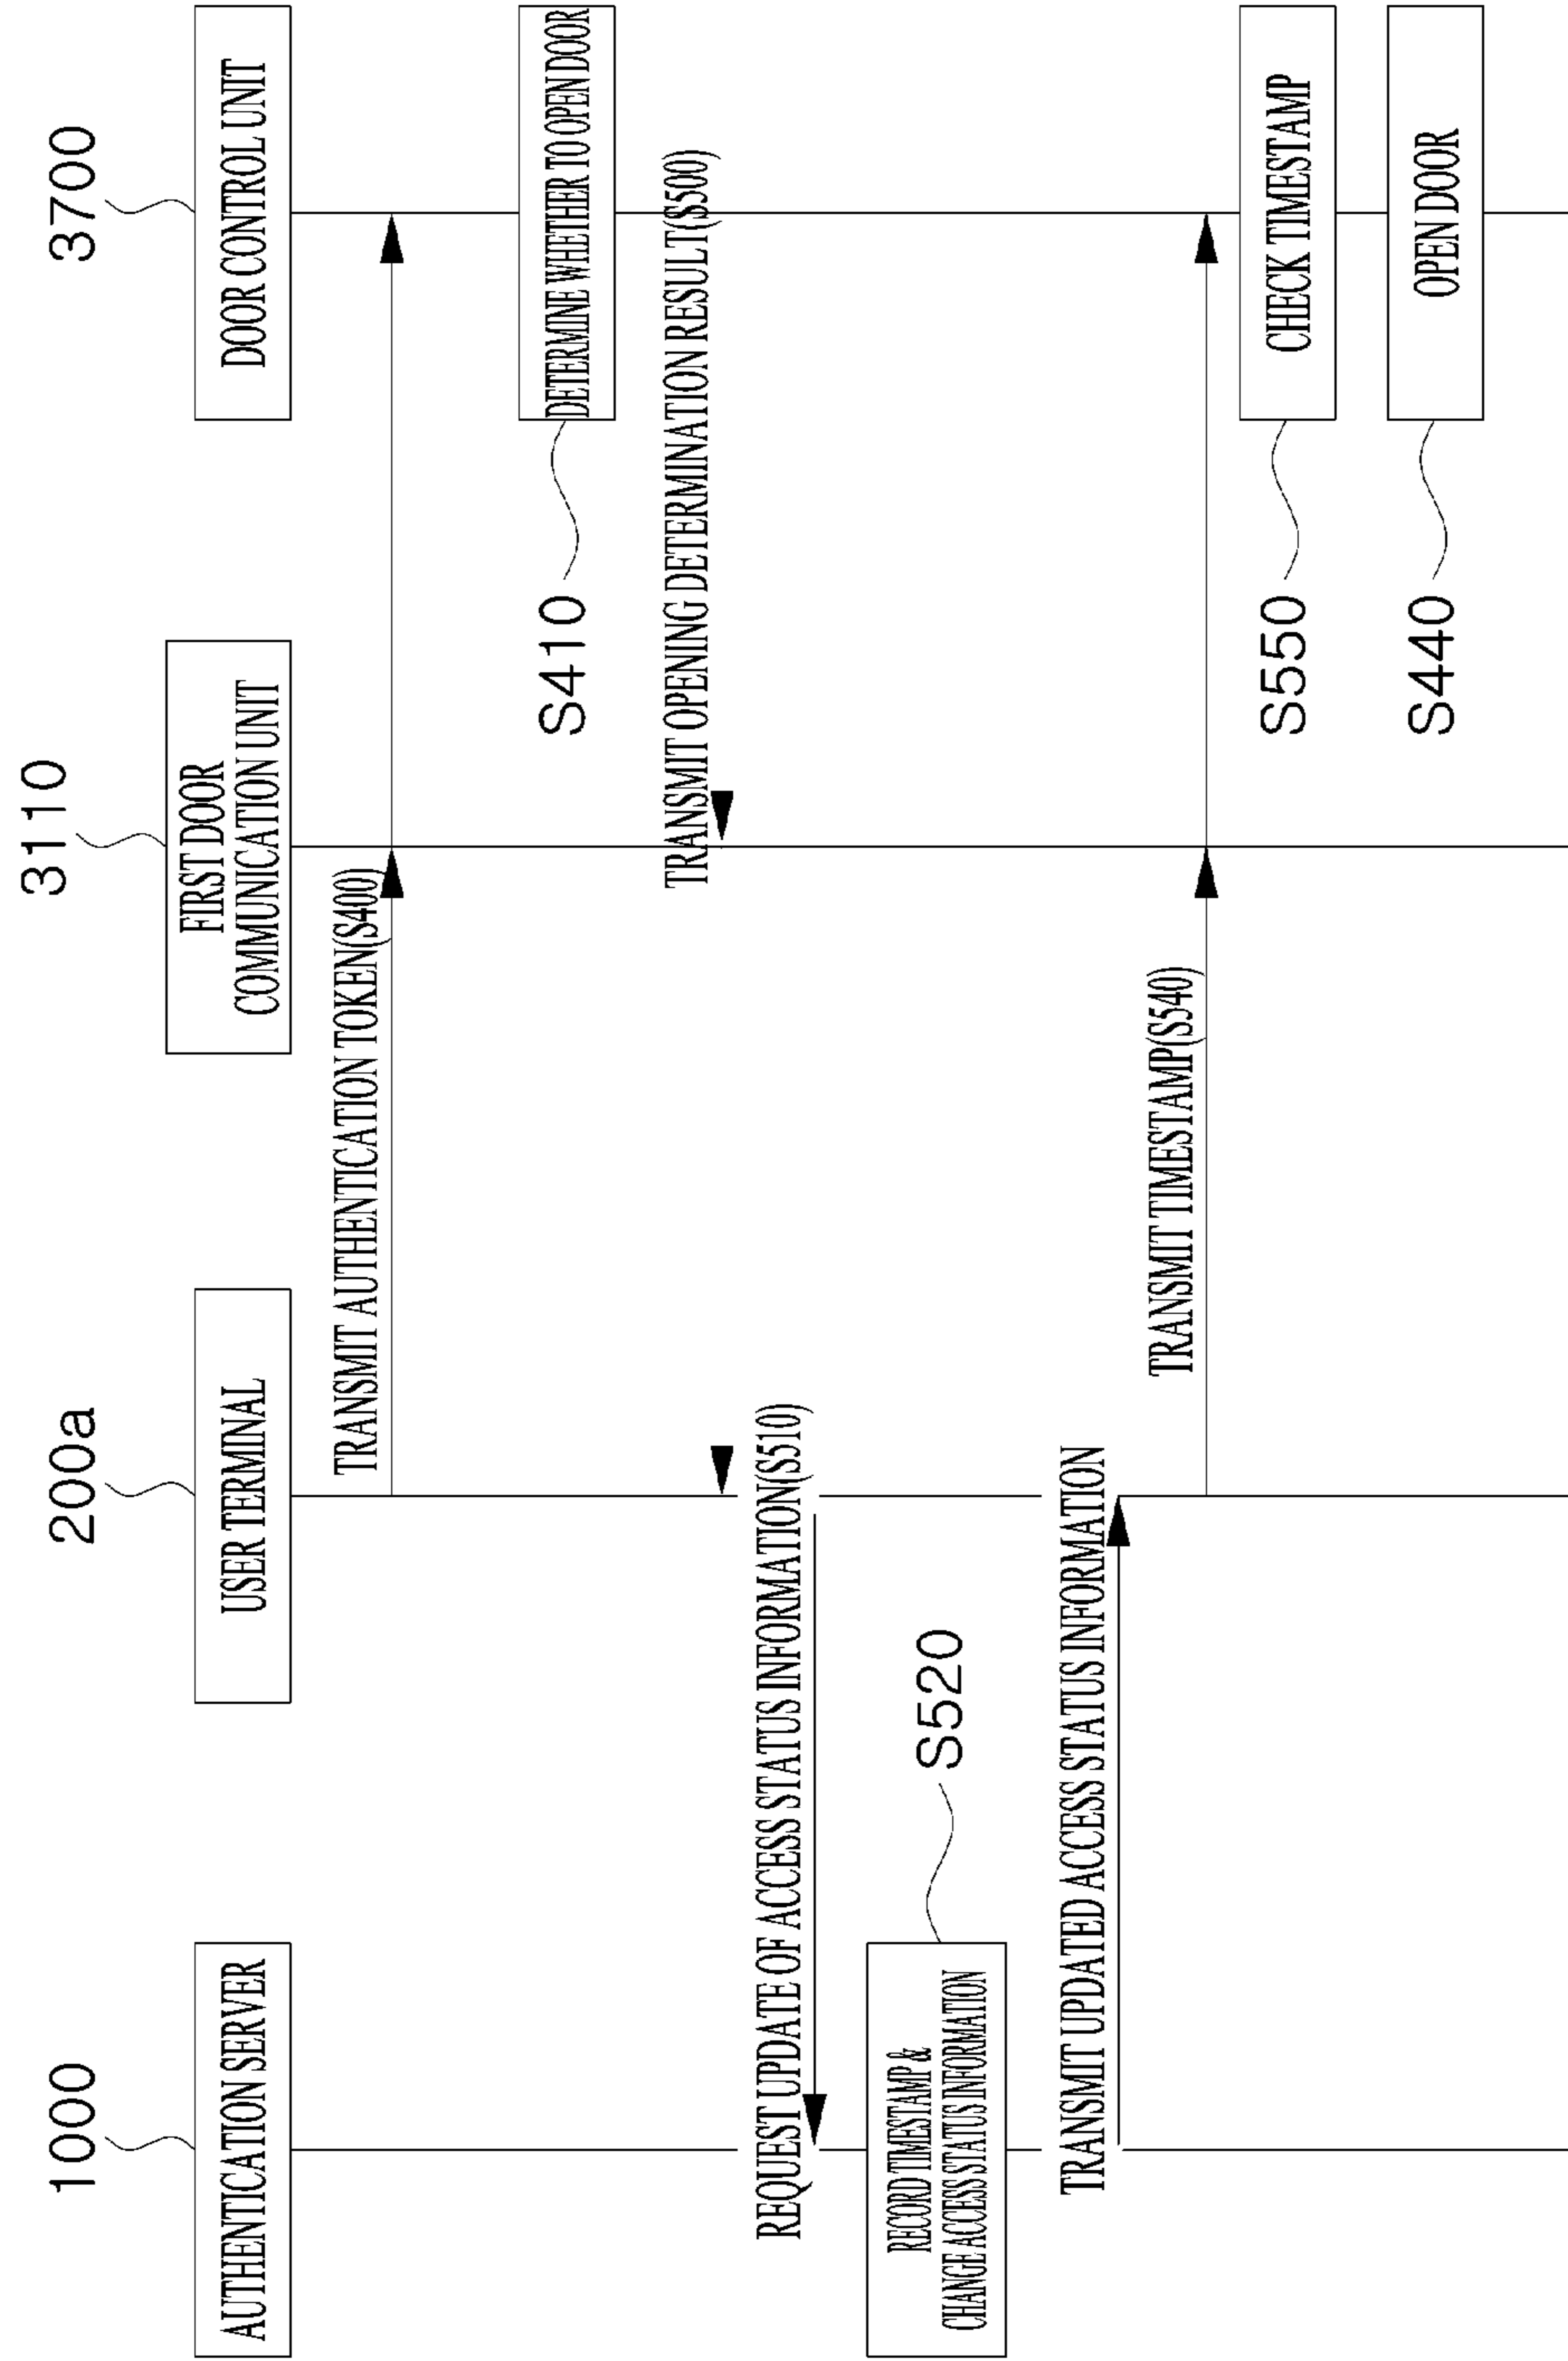 1000
200a
3110
3700
AUTHENTICATION SERVER
USER TERMINAL
FIRST DOOR
COMMUNICATION UNIT
DOOR CONTROL UNIT
TRANSMIT AUTHENTICATION TOKEN(S400)
DETERMINE WHETHER TO OPEN DOOR
S410
TRANSMIT OPENING DETERMINATION RESULT(S500)
REQUEST UPDATE OF ACCESS STATUS INFORMATION(S510)
RECORD TIMESTAMP &
CHANGE ACCESS STATUS INFORMATION
S520
TRANSMIT UPDATED ACCESS STATUS INFORMATION
TRANSMIT TIMESTAMP(S540)
CHECK TIMESTAMP
S550
OPEN DOOR
S440